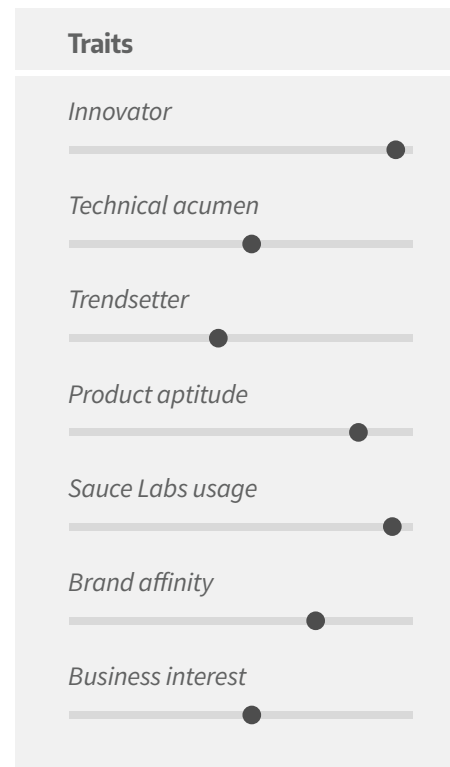 Traits
Innovator
Technical acumen
Trendsetter
Product aptitude
Sauce Labs usage
Brand affinity
Business interest